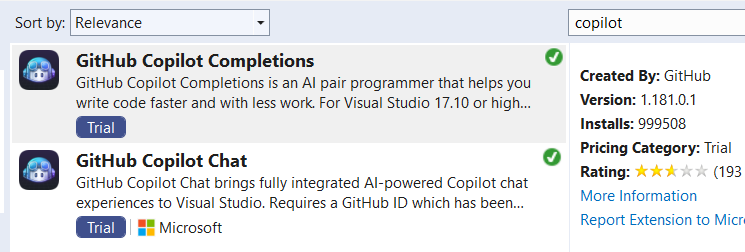 Sort by: Relevance
copilot
GitHub Copilot Completions
GitHub Copilot Completions is an AI pair programmer that helps you
write code faster and with less work. For Visual Studio 17.10 or high...
Trial
GitHub Copilot Chat
GitHub Copilot Chat brings fully integrated AI-powered Copilot chat
experiences to Visual Studio. Requires a GitHub ID which has been...
Trial Microsoft
Created By: GitHub
Version: 1.181.0.1
Installs: 999508
Pricing Category: Trial
Rating: (193
More Information
Report Extension to Micr